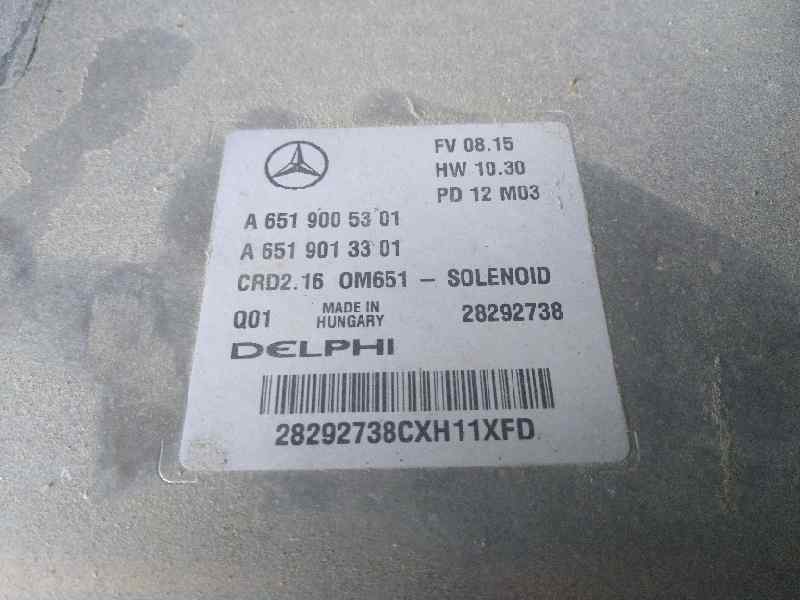 FV 08.15
HW 10.30
PD 12 M03
A 651 900 53 01
A 651 901 33 01
CRD2.16 OM651 – SOLENOID
Q01 MADE IN HUNGARY 28292738
DELPHI
28292738CXH11XFD